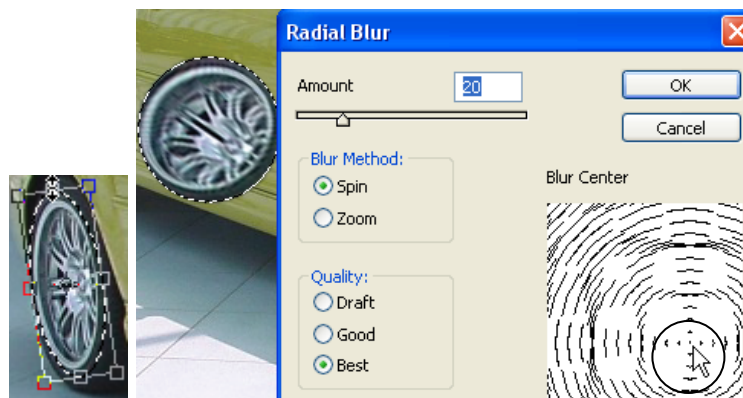 Radial Blur
Amount
20
OK
Cancel
Blur Method:
Spin
Zoom
Blur Center
Quality:
Draft
Good
Best